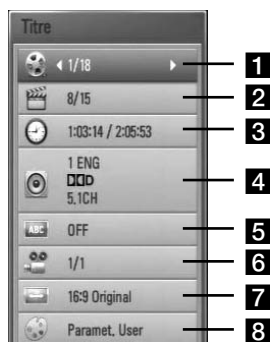 Titre
1/18 1
8/15 2
1:03:14 / 2:05:53 3
1 ENG
D 4
5.1CH
ABC OFF 5
1/1 6
16:9 Original 7
Paramet. User 8